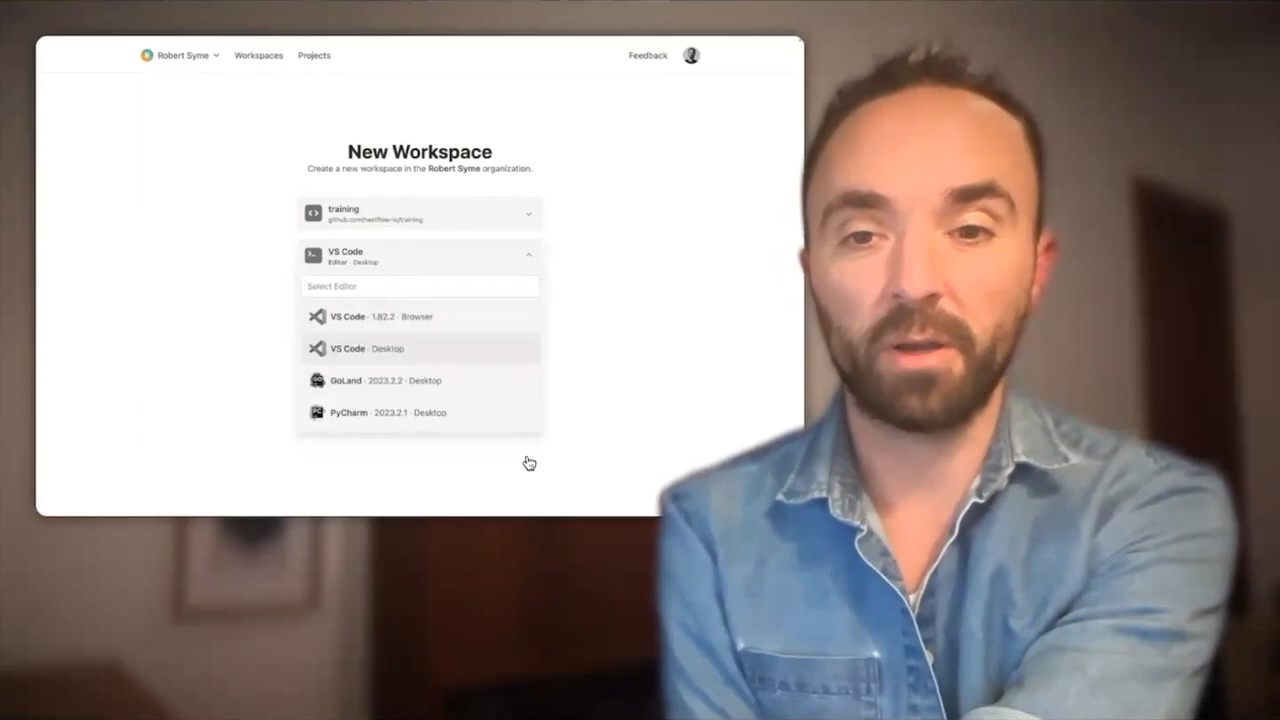 Robert Syme Workspaces Projects Feedback
New Workspace
Create a new workspace in the Robert Syme organization.
training
github.com/nextflow-io/training
VS Code
Editor · Desktop
Select Editor
VS Code · 1.82.2 · Browser
VS Code · Desktop
GoLand · 2023.2.2 · Desktop
PyCharm · 2023.2.1 · Desktop